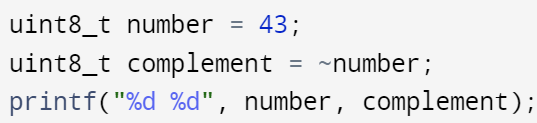 uint8_t number = 43;
uint8_t complement = ~number;
printf("%d %d", number, complement);